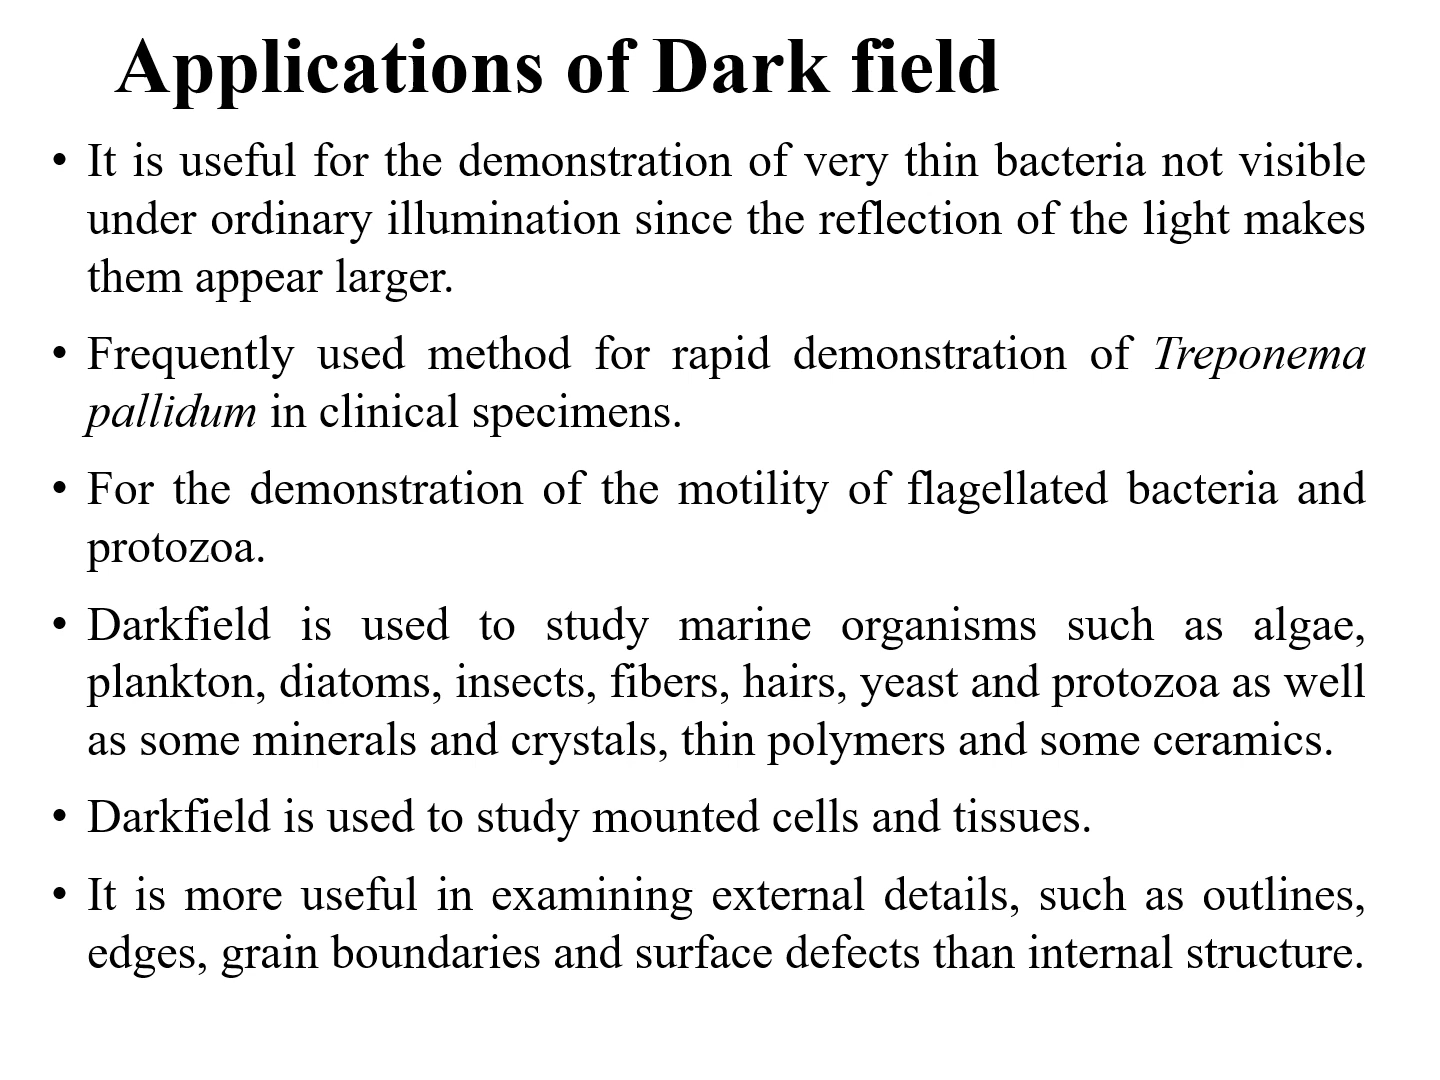 Applications of Dark field
• It is useful for the demonstration of very thin bacteria not visible
under ordinary illumination since the reflection of the light makes
them appear larger.
• Frequently used method for rapid demonstration of Treponema
pallidum in clinical specimens.
• For the demonstration of the motility of flagellated bacteria and
protozoa.
• Darkfield is used to study marine organisms such as algae,
plankton, diatoms, insects, fibers, hairs, yeast and protozoa as well
as some minerals and crystals, thin polymers and some ceramics.
• Darkfield is used to study mounted cells and tissues.
• It is more useful in examining external details, such as outlines,
edges, grain boundaries and surface defects than internal structure.